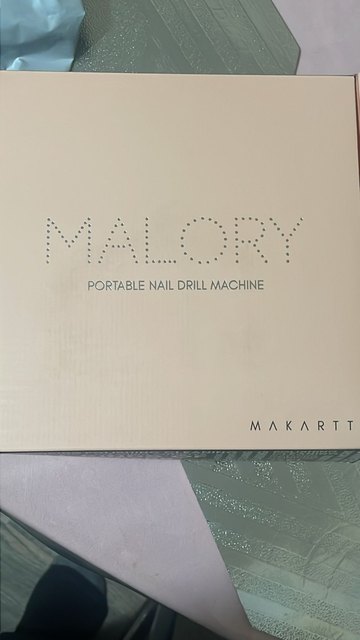 MALORY
PORTABLE NAIL DRILL MACHINE
MAKARTT